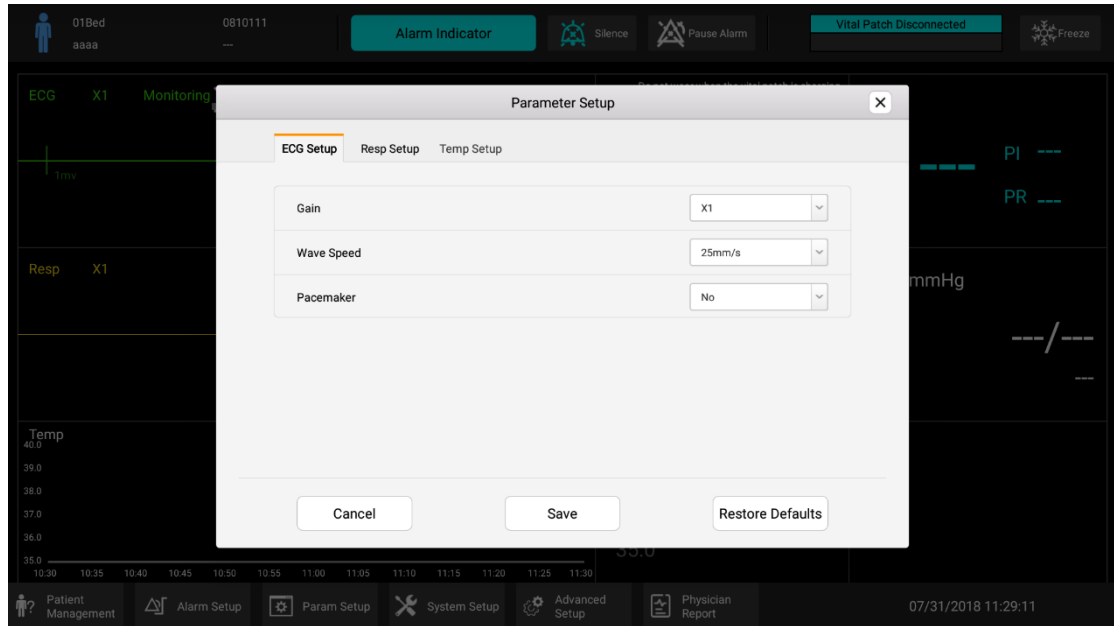 01Bed
0810111
aaaa
---
Alarm Indicator
Silence
Pause Alarm
Vital Patch Disconnected
Freeze
ECG X1 Monitoring
1mv
PI ---
PR ---
---
Resp X1
mmHg
---/---
---
Temp
40.0
39.0
38.0
37.0
36.0
35.0
10:30 10:35 10:40 10:45 10:50 10:55 11:00 11:05 11:10 11:15 11:20 11:25 11:30
Parameter Setup
ECG Setup Resp Setup Temp Setup
Gain X1
Wave Speed 25mm/s
Pacemaker No
Cancel Save Restore Defaults
Patient
Management
Alarm Setup
Param Setup
System Setup
Advanced
Setup
Physician
Report
07/31/2018 11:29:11